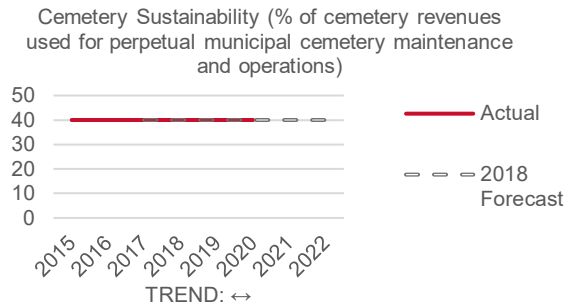 Cemetery Sustainability (% of cemetery revenues
used for perpetual municipal cemetery maintenance
and operations)
50
40
30
20
10
0
2015
2016
2017
2018
2019
2020
2021
2022
Actual
2018
Forecast
TREND: ↔